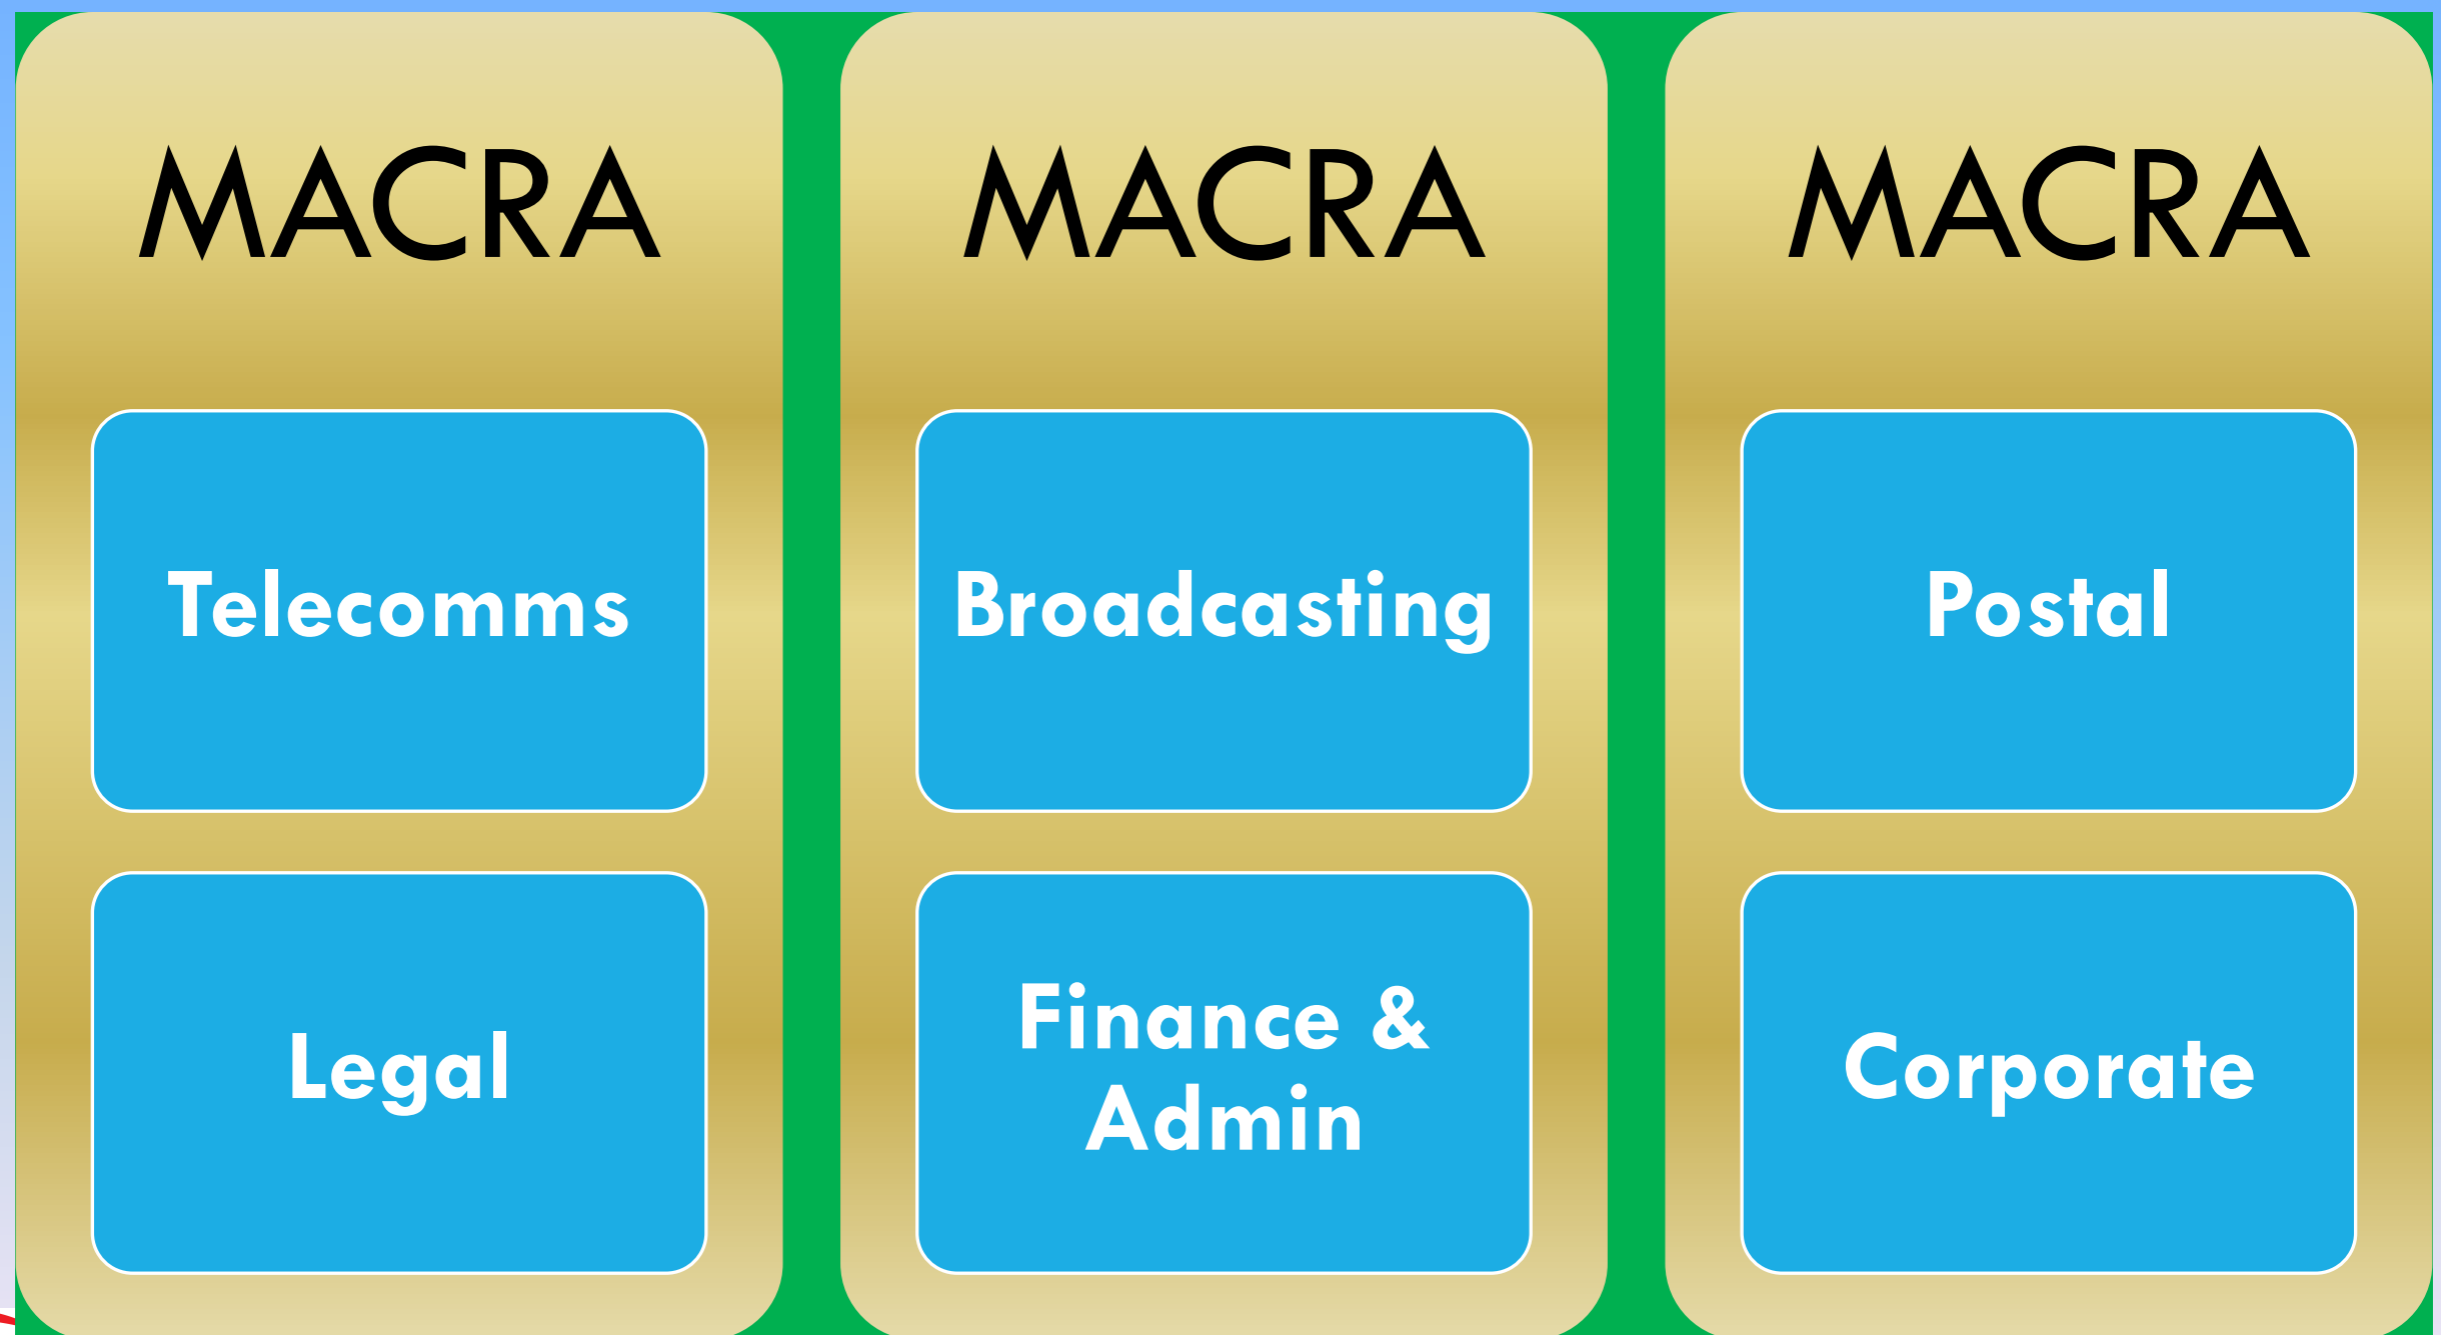 MACRA
Telecomms
Legal
MACRA
Broadcasting
Finance &
Admin
MACRA
Postal
Corporate